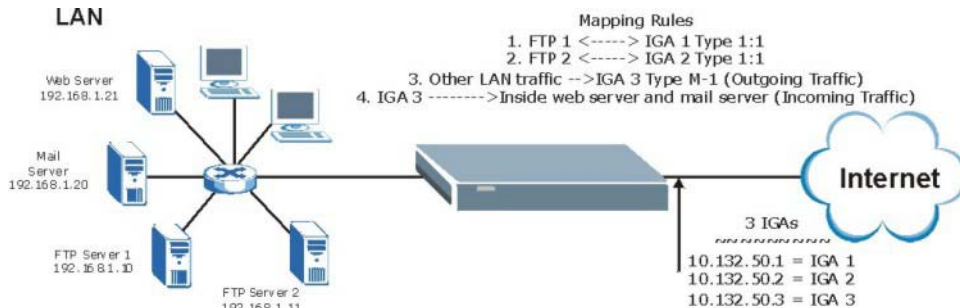 LAN
Mapping Rules
1. FTP 1 <-----> IGA 1 Type 1:1
2. FTP 2 <-----> IGA 2 Type 1:1
3. Other LAN traffic -->IGA 3 Type M-1 (Outgoing Traffic)
4. IGA 3 -------->Inside web server and mail server (Incoming Traffic)
Web Server
192.168.1.21
Mail
Server
192.168.1.20
FTP Server 1
192.168.1.10
FTP Server 2
192.168.1.11
Internet
3 IGAs
~~~~~~~~~~
10.132.50.1 = IGA 1
10.132.50.2 = IGA 2
10.132.50.3 = IGA 3